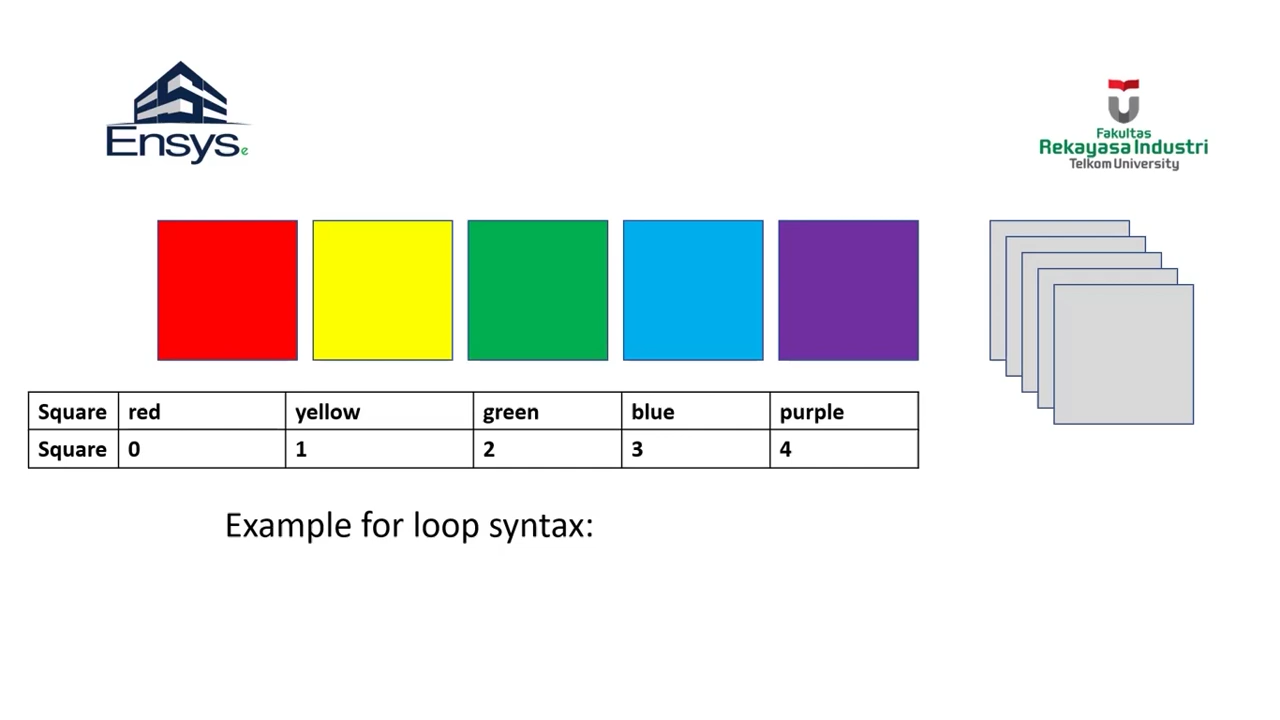 Ensys e
Fakultas
Rekayasa Industri
Telkom University
Square red yellow green blue purple
Square 0 1 2 3 4
Example for loop syntax: